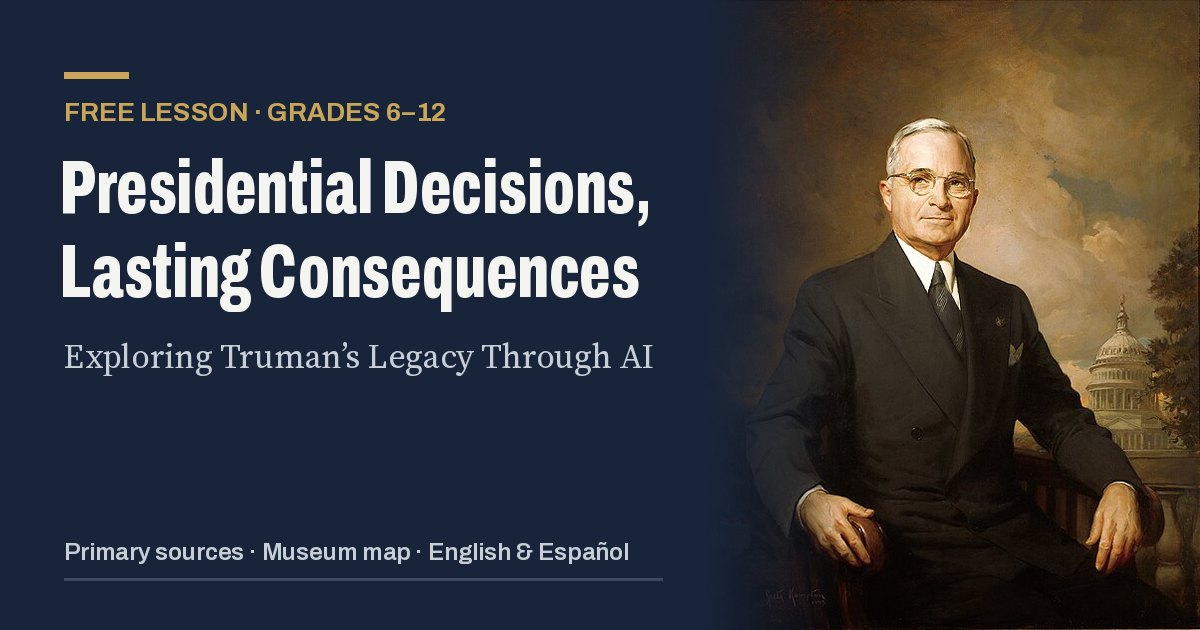 FREE LESSON · GRADES 6–12
Presidential Decisions,
Lasting Consequences
Exploring Truman’s Legacy Through AI
Primary sources · Museum map · English & Español